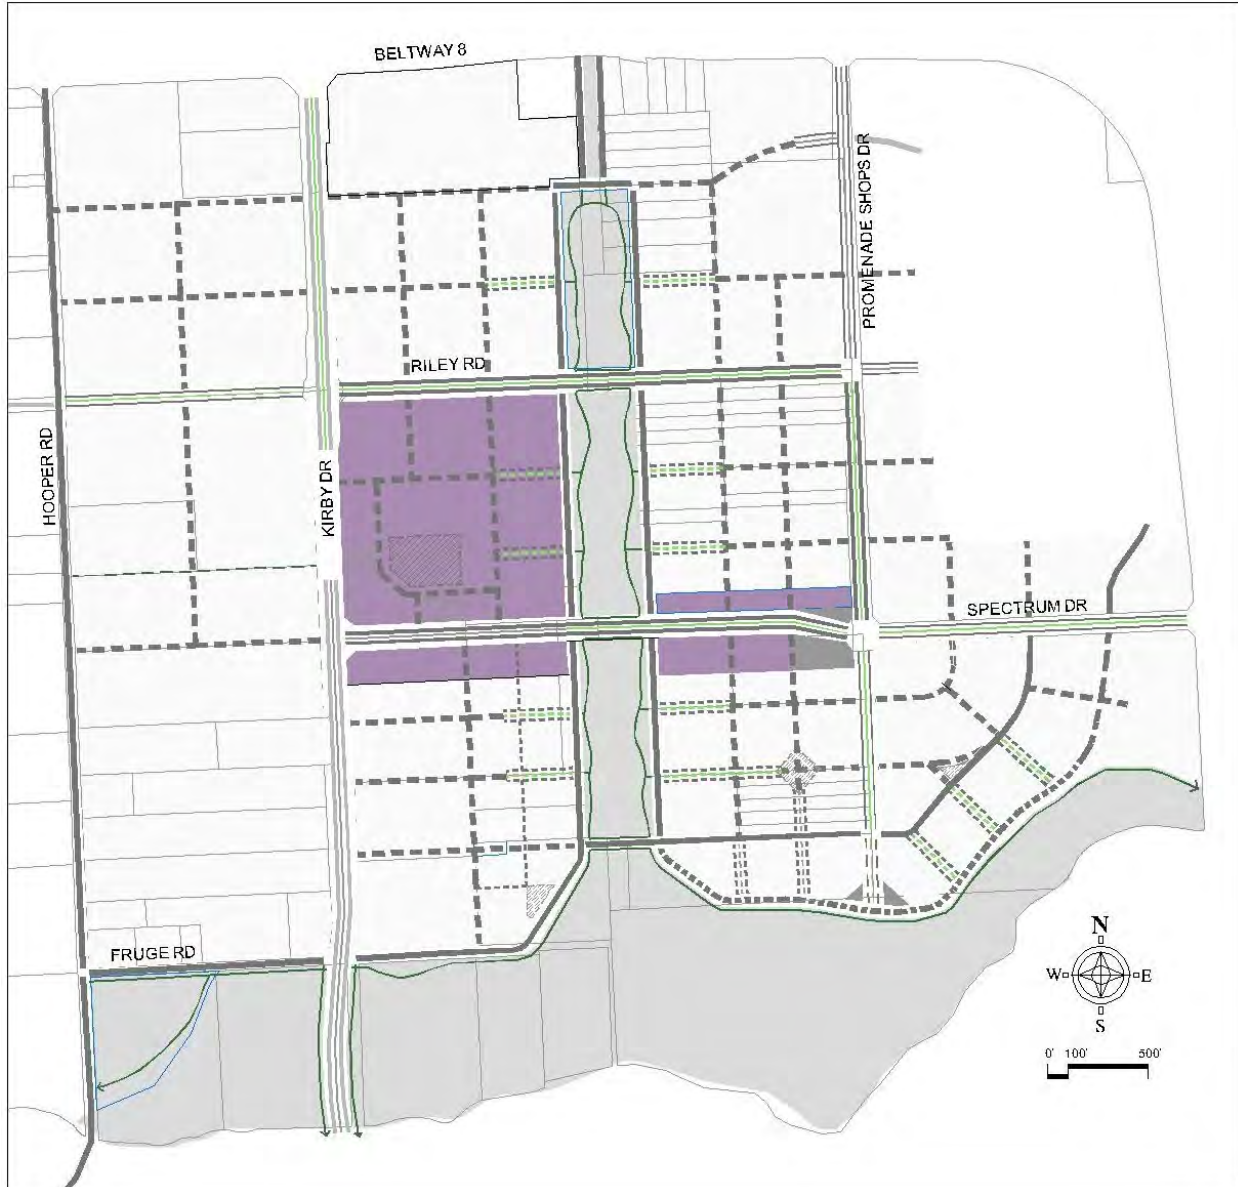 BELTWAY 8
PROMENADE SHOPS DR
RILEY RD
HOOPER RD
KIRBY DR
SPECTRUM DR
FRUGE RD
N
W
E
S
0' 100' 500'